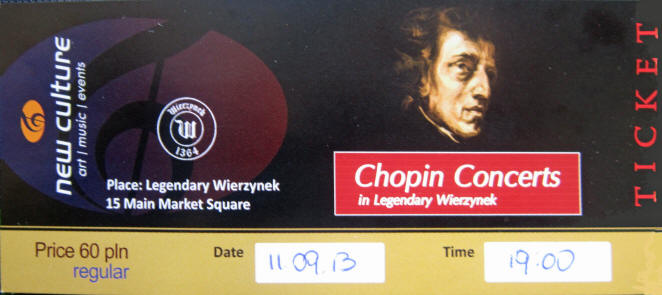 new culture
art | music | events
Wierzynek
W
1364
Place: Legendary Wierzynek
15 Main Market Square
Chopin Concerts
in Legendary Wierzynek
TICKET
Price 60 pln
regular
Date
11.09.13
Time
19:00